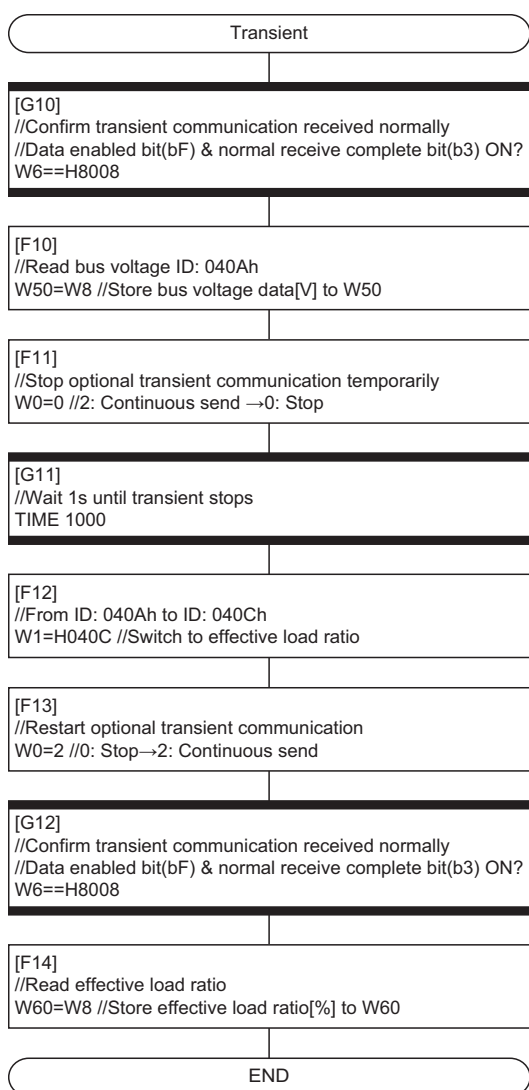 Transient
[G10]
//Confirm transient communication received normally
//Data enabled bit(bF) & normal receive complete bit(b3) ON?
W6==H8008
[F10]
//Read bus voltage ID: 040Ah
W50=W8 //Store bus voltage data[V] to W50
[F11]
//Stop optional transient communication temporarily
W0=0 //2: Continuous send →0: Stop
[G11]
//Wait 1s until transient stops
TIME 1000
[F12]
//From ID: 040Ah to ID: 040Ch
W1=H040C //Switch to effective load ratio
[F13]
//Restart optional transient communication
W0=2 //0: Stop→2: Continuous send
[G12]
//Confirm transient communication received normally
//Data enabled bit(bF) & normal receive complete bit(b3) ON?
W6==H8008
[F14]
//Read effective load ratio
W60=W8 //Store effective load ratio[%] to W60
END